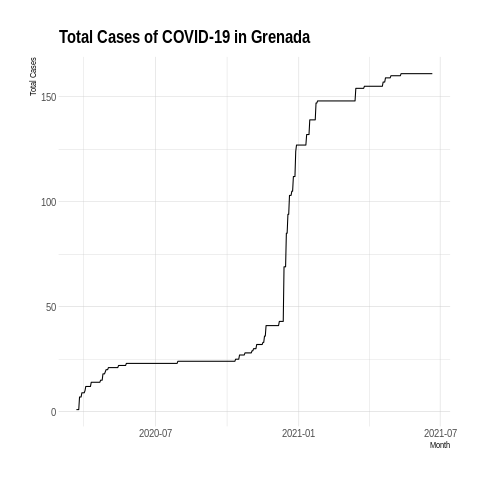 Total Cases of COVID-19 in Grenada
Total Cases
150
100
50
0
2020-07
2021-01
2021-07
Month